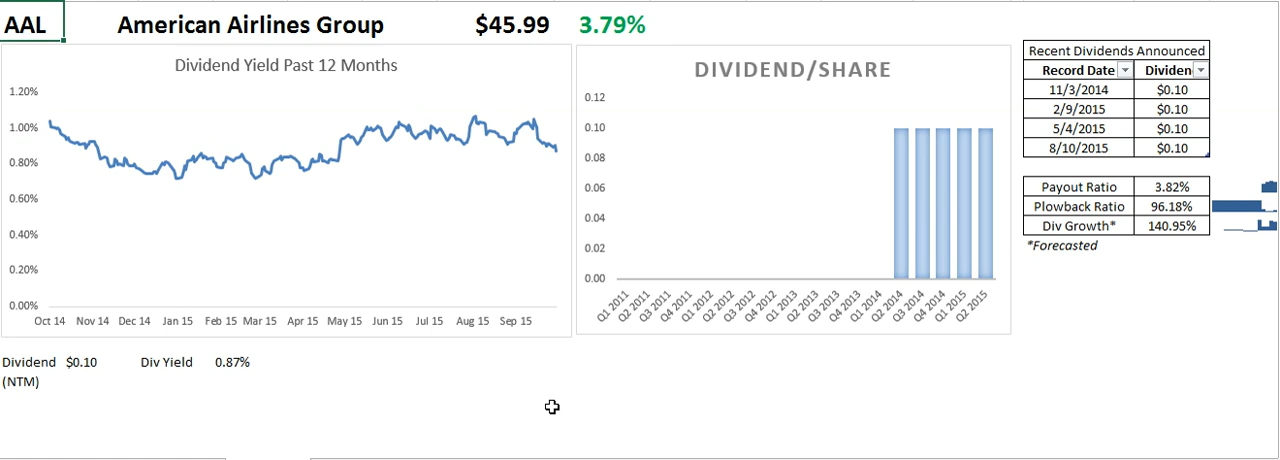 AAL American Airlines Group $45.99 3.79%
Dividend Yield Past 12 Months
1.20%
1.00%
0.80%
0.60%
0.40%
0.20%
0.00%
Oct 14 Nov 14 Dec 14 Jan 15 Feb 15 Mar 15 Apr 15 May 15 Jun 15 Jul 15 Aug 15 Sep 15
DIVIDEND/SHARE
0.12
0.10
0.08
0.06
0.04
0.02
0.00
Q1 2011 Q2 2011 Q3 2011 Q4 2011 Q1 2012 Q2 2012 Q3 2012 Q4 2012 Q1 2013 Q2 2013 Q3 2013 Q4 2013 Q1 2014 Q2 2014 Q3 2014 Q4 2014 Q1 2015 Q2 2015
Recent Dividends Announced
Record Date Dividen
11/3/2014 $0.10
2/9/2015 $0.10
5/4/2015 $0.10
8/10/2015 $0.10
Payout Ratio 3.82%
Plowback Ratio 96.18%
Div Growth* 140.95%
*Forecasted
Dividend $0.10 Div Yield 0.87%
(NTM)